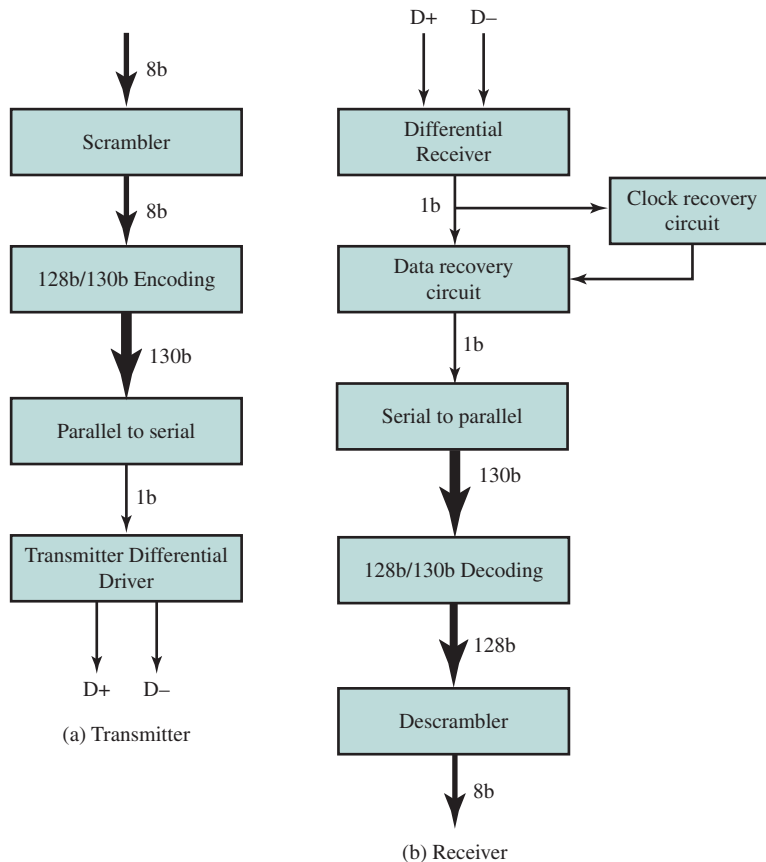 8b
Scrambler
8b
128b/130b Encoding
130b
Parallel to serial
1b
Transmitter Differential
Driver
D+ D–
(a) Transmitter
D+ D–
Differential
Receiver
1b
Clock recovery
circuit
Data recovery
circuit
1b
Serial to parallel
130b
128b/130b Decoding
128b
Descrambler
8b
(b) Receiver